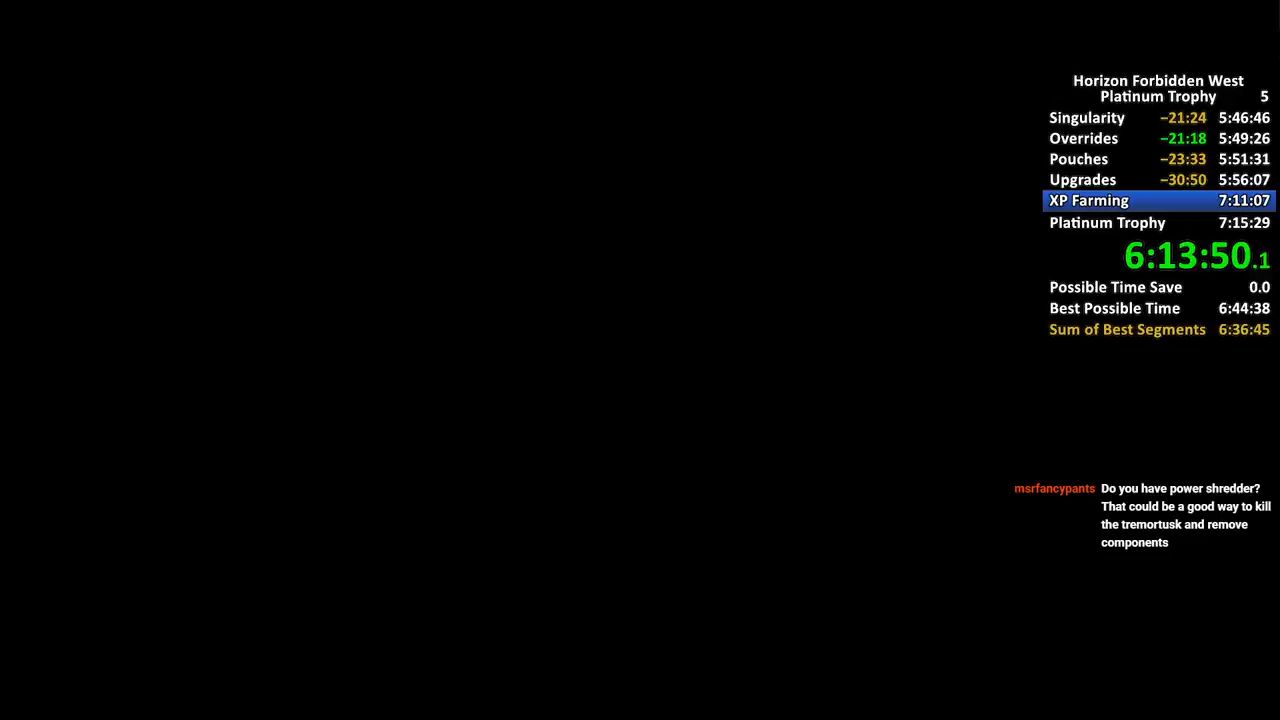 Horizon Forbidden West
Platinum Trophy 5
Singularity −21:24 5:46:46
Overrides −21:18 5:49:26
Pouches −23:33 5:51:31
Upgrades −30:50 5:56:07
XP Farming 7:11:07
Platinum Trophy 7:15:29
6:13:50.1
Possible Time Save 0.0
Best Possible Time 6:44:38
Sum of Best Segments 6:36:45
msrfancypants Do you have power shredder?
That could be a good way to kill
the tremortusk and remove
components